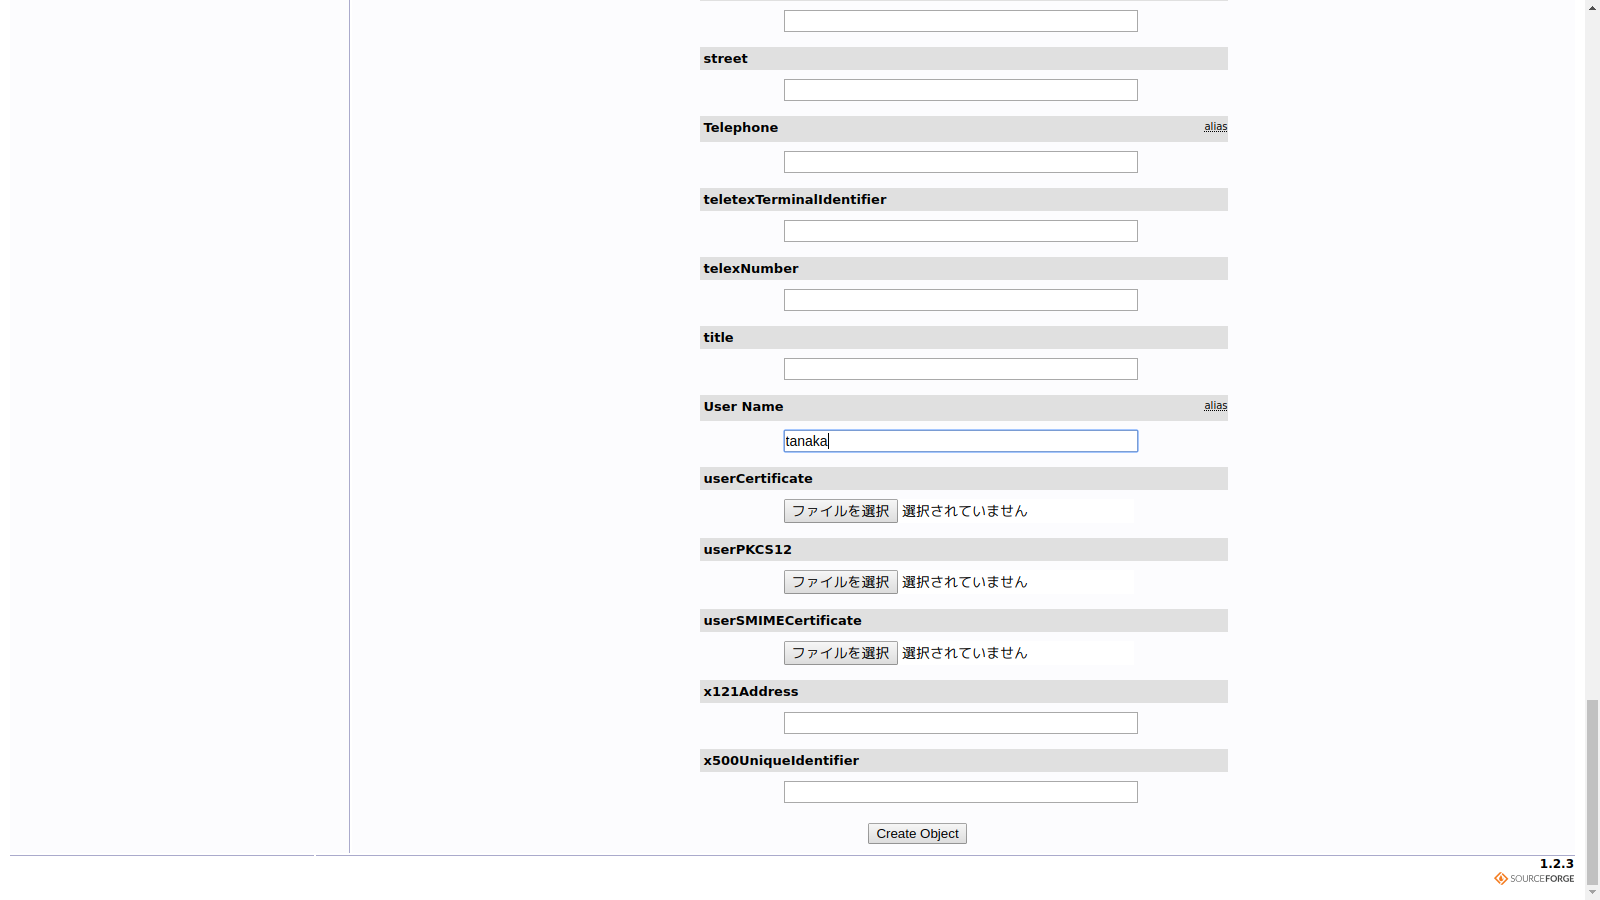 street
Telephone alias
teletexTerminalIdentifier
telexNumber
title
User Name alias
tanaka
userCertificate
ファイルを選択 選択されていません
userPKCS12
ファイルを選択 選択されていません
userSMIMECertificate
ファイルを選択 選択されていません
x121Address
x500UniqueIdentifier
Create Object
1.2.3
SOURCEFORGE